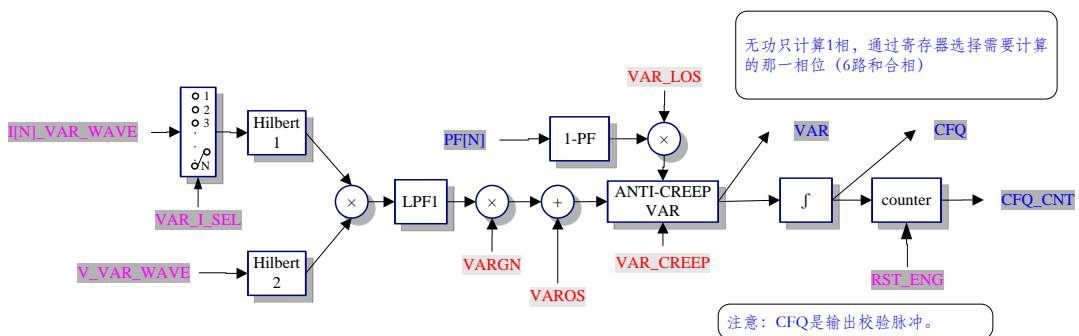 无功只计算1相，通过寄存器选择需要计算
的那一相位（6路和合相）
VAR_LOS
1
2
3
.
.
.
N
I[N]_VAR_WAVE
Hilbert
1
PF[N]
1-PF
×
VAR
CFQ
VAR_I_SEL
×
LPF1
×
+
ANTI-CREEP
VAR
∫
counter
CFQ_CNT
V_VAR_WAVE
Hilbert
2
VARGN
VAROS
VAR_CREEP
RST_ENG
注意：CFQ是输出校验脉冲。